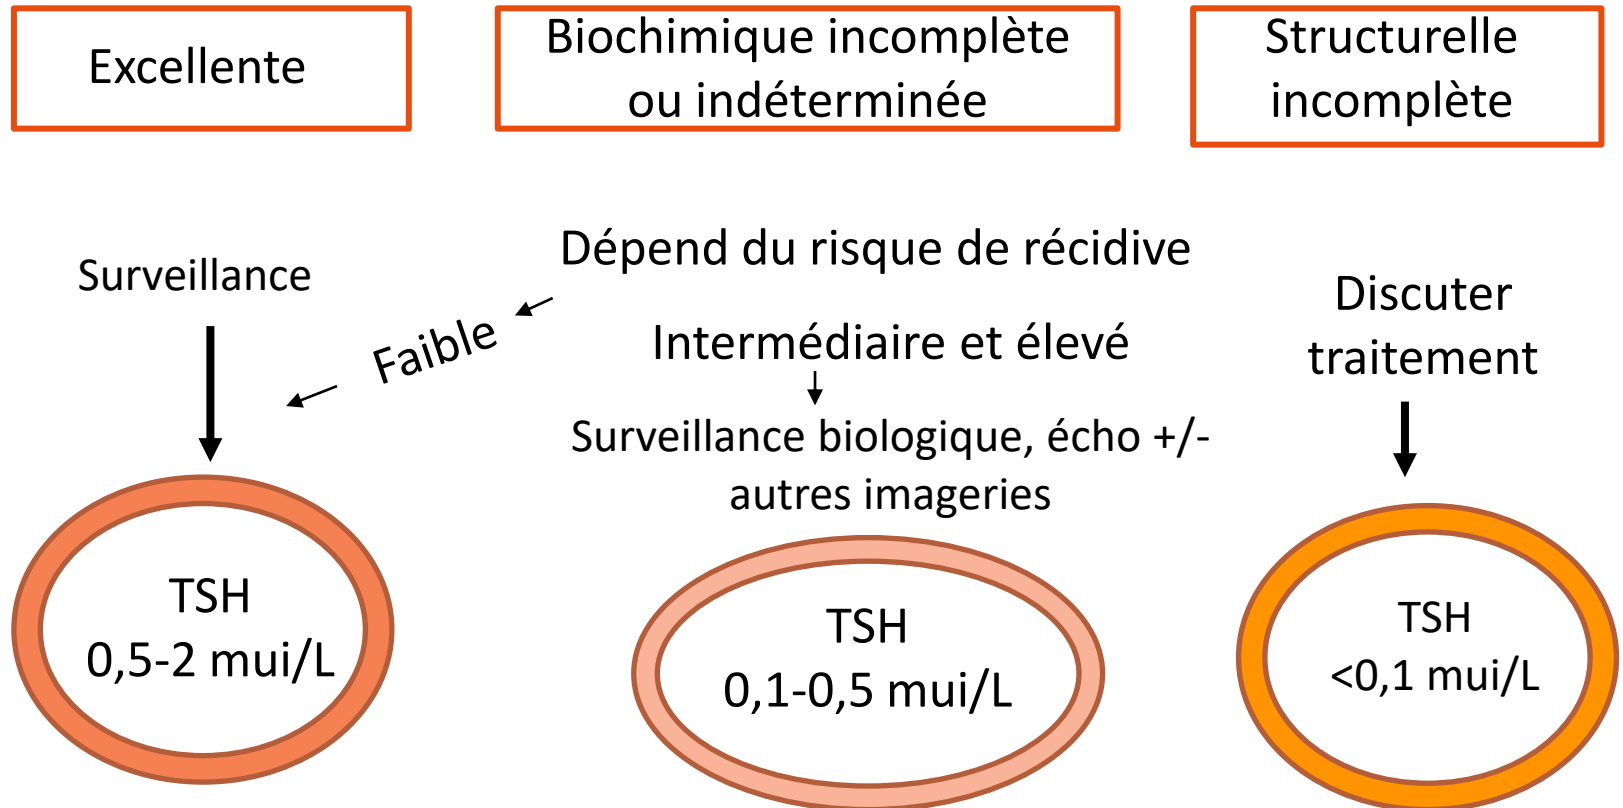 Excellente
Biochimique incomplète
ou indéterminée
Structurelle
incomplète
Surveillance
Dépend du risque de récidive
Faible
Intermédiaire et élevé
Surveillance biologique, écho +/-
autres imageries
Discuter
traitement
TSH
0,5-2 mui/L
TSH
0,1-0,5 mui/L
TSH
<0,1 mui/L